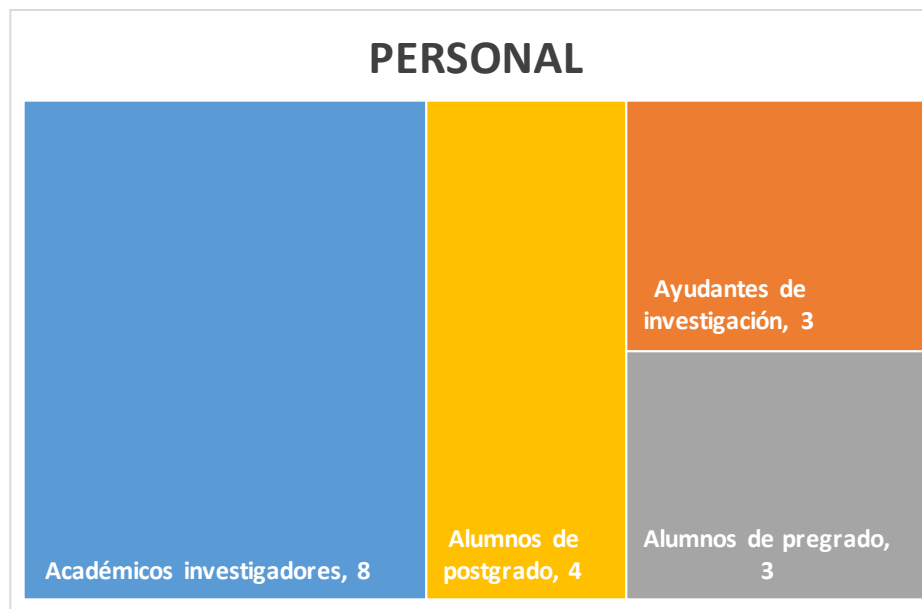 PERSONAL
Ayudantes de
investigación, 3
Académicos investigadores, 8
Alumnos de
postgrado, 4
Alumnos de pregrado,
3